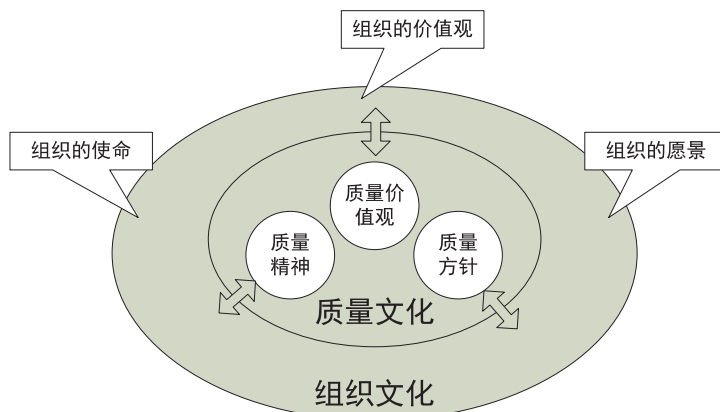 组织的价值观
组织的使命
组织的愿景
质量价
值观
质量
精神
质量
方针
质量文化
组织文化